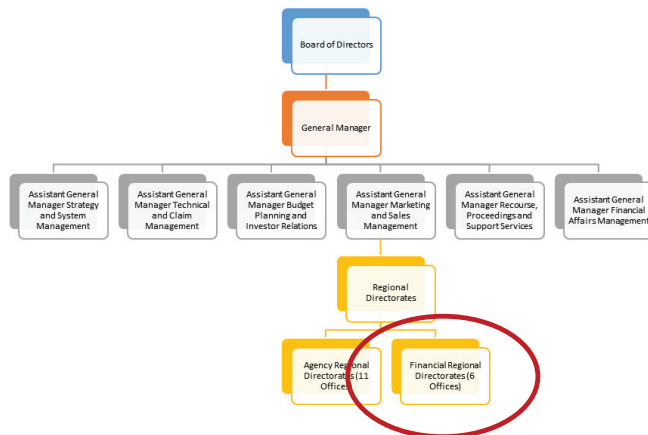 Board of Directors
General Manager
Assistant General
Manager Strategy
and System
Management
Assistant General
Manager Technical
and Claim
Management
Assistant General
Manager Budget
Planning and
Investor Relations
Assistant General
Manager Marketing
and Sales
Management
Assistant General
Manager Recourse,
Proceedings and
Support Services
Assistant General
Manager Financial
Affairs Management
Regional
Directorates
Agency Regional
Directorates (11
Offices)
Financial Regional
Directorates (6
Offices)